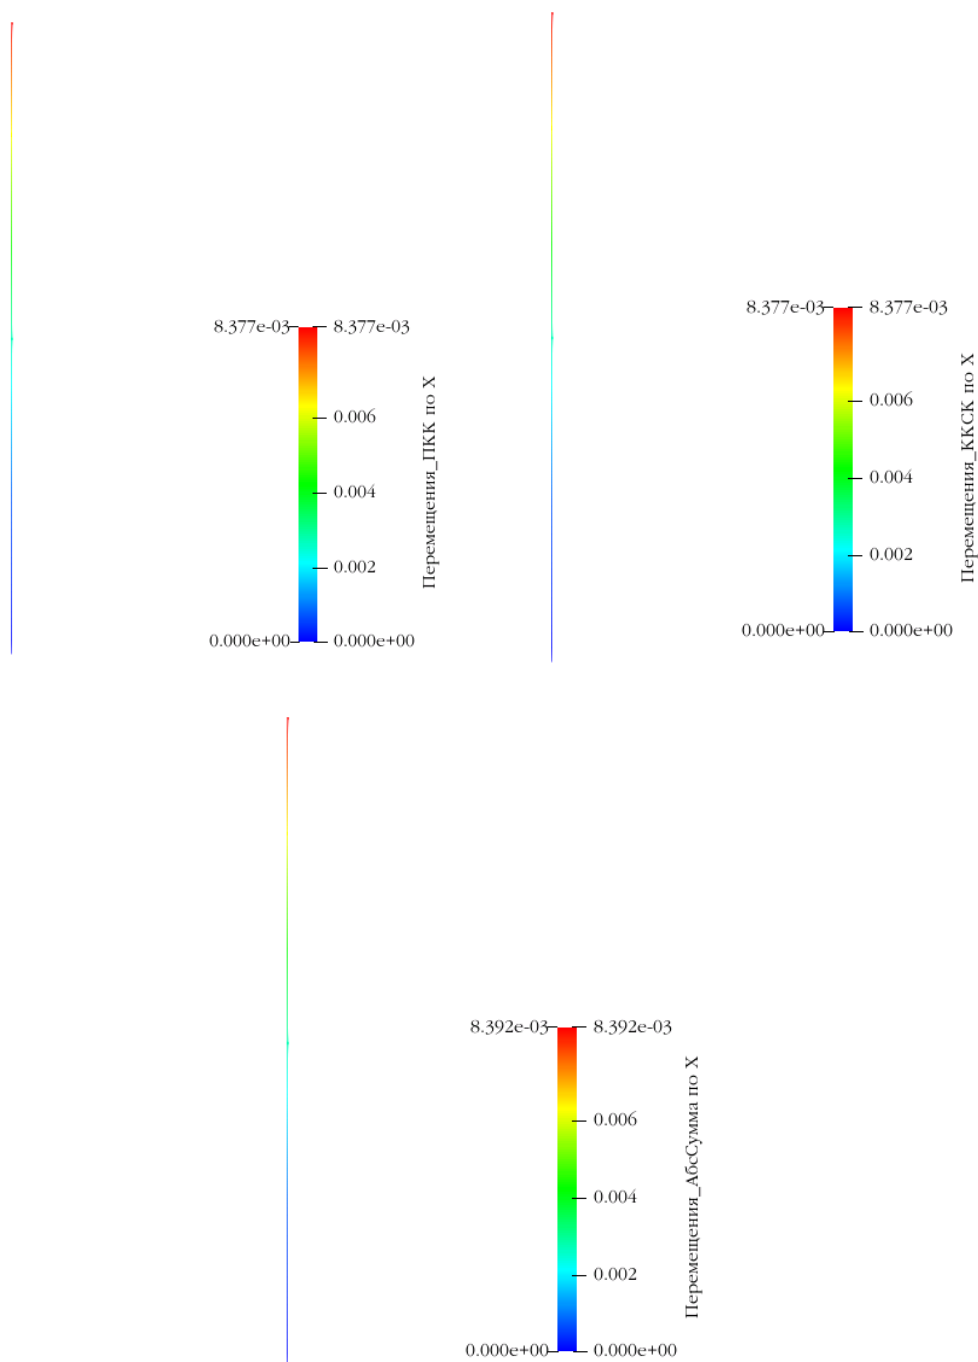 8.377e-03 8.377e-03
0.006
0.004
0.002
0.000e+00 0.000e+00
Перемещения_ПКК по X
8.377e-03 8.377e-03
0.006
0.004
0.002
0.000e+00 0.000e+00
Перемещения_ККСК по X
8.392e-03 8.392e-03
0.006
0.004
0.002
0.000e+00 0.000e+00
Перемещения_АбсСумма по X